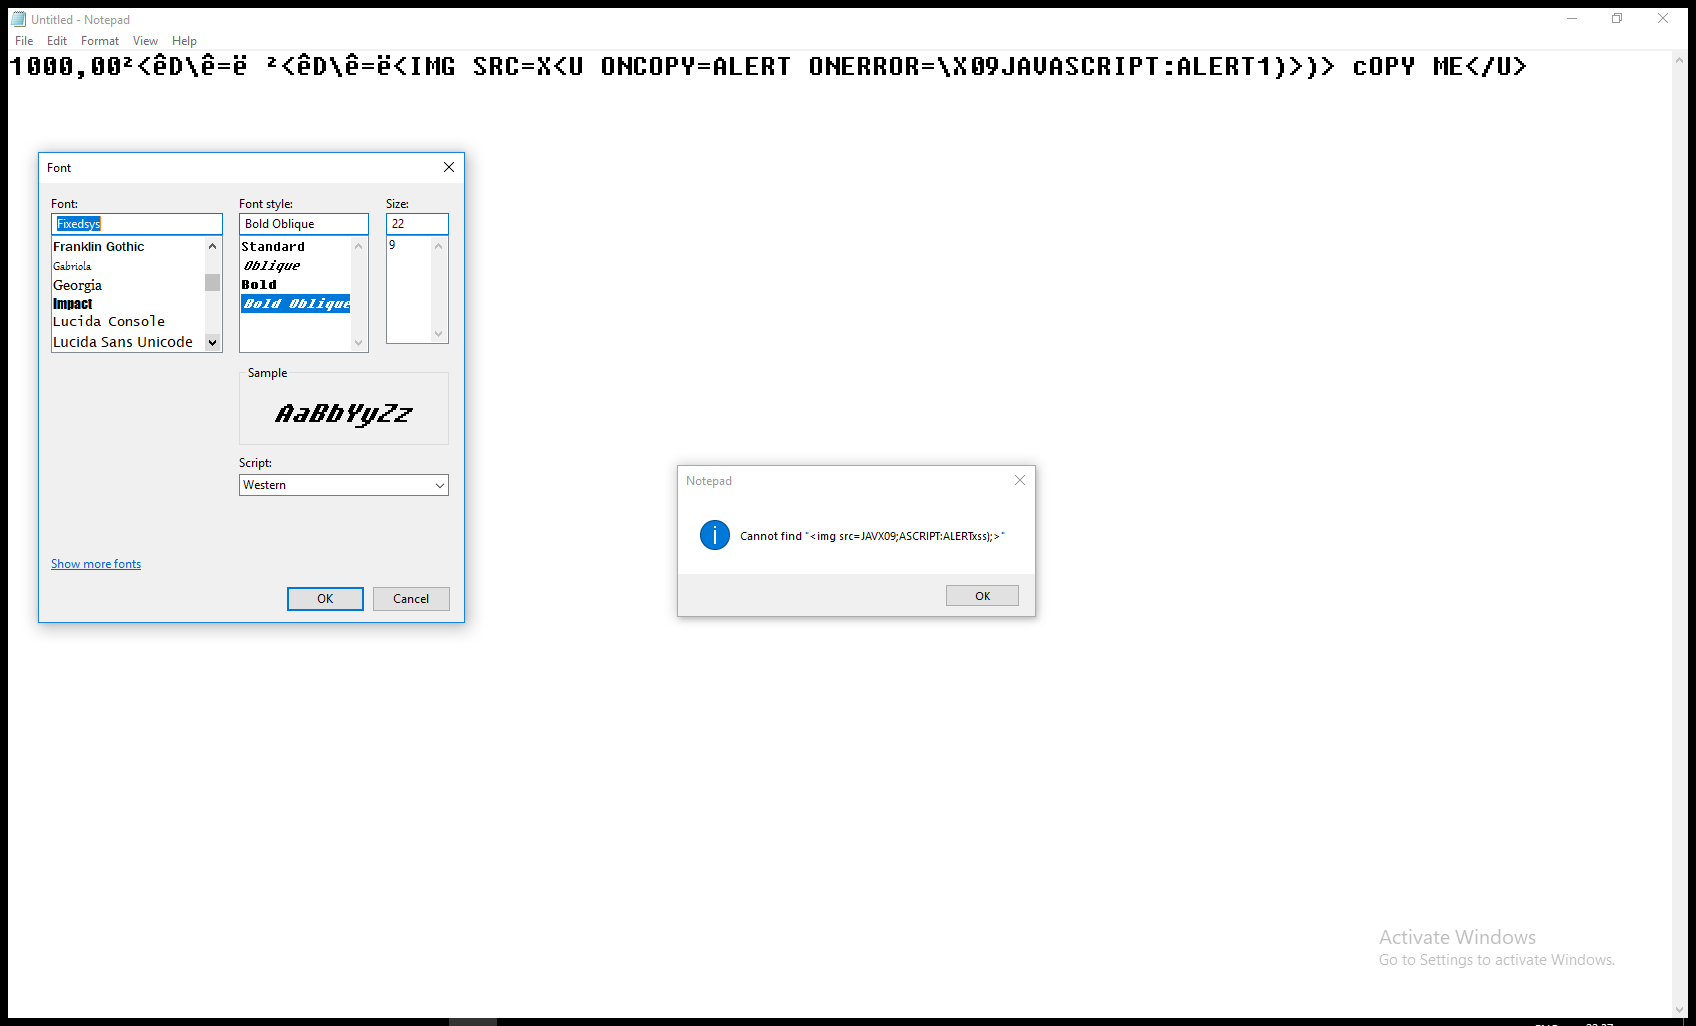 Untitled - Notepad
File Edit Format View Help
1000,00²<êD\ê=ë ²<êD\ê=ë<IMG SRC=X<U ONCOPY=ALERT ONERROR=\X09JAVASCRIPT:ALERT1)>)> cOPY ME</U>
Font
Font: Font style: Size:
Fixedsys Bold Oblique 22
Franklin Gothic
Gabriola
Georgia
Impact
Lucida Console
Lucida Sans Unicode
Standard
Oblique
Bold
Bold Oblique
9
Sample
AaBbYyZz
Script:
Western
Show more fonts
OK Cancel
Notepad
Cannot find "<img src=JAVX09;ASCRIPT:ALERTxss);>"
OK
Activate Windows
Go to Settings to activate Windows.